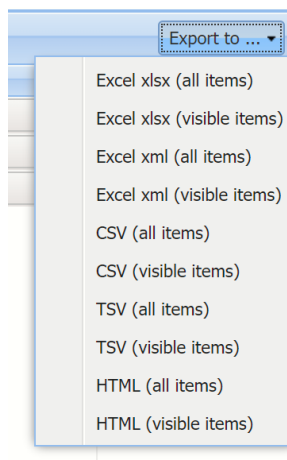 Export to ...
Excel xlsx (all items)
Excel xlsx (visible items)
Excel xml (all items)
Excel xml (visible items)
CSV (all items)
CSV (visible items)
TSV (all items)
TSV (visible items)
HTML (all items)
HTML (visible items)